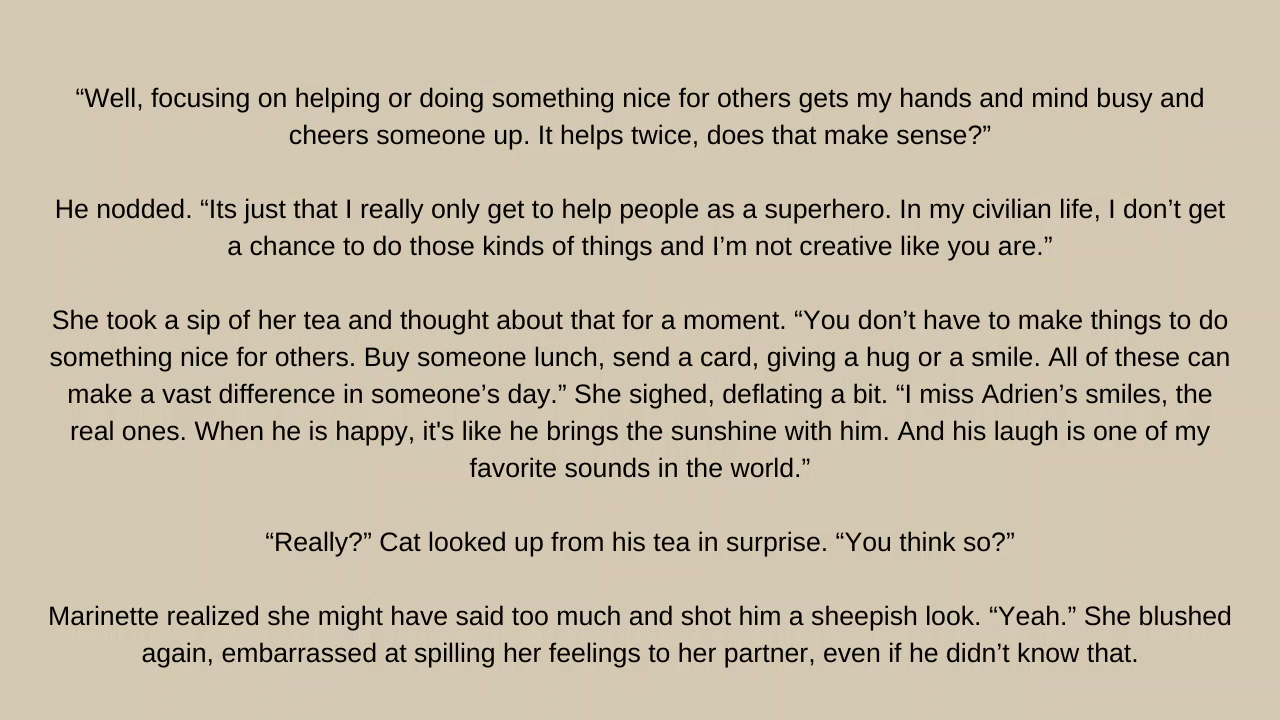 “Well, focusing on helping or doing something nice for others gets my hands and mind busy and
cheers someone up. It helps twice, does that make sense?”
He nodded. “Its just that I really only get to help people as a superhero. In my civilian life, I don’t get
a chance to do those kinds of things and I’m not creative like you are.”
She took a sip of her tea and thought about that for a moment. “You don’t have to make things to do
something nice for others. Buy someone lunch, send a card, giving a hug or a smile. All of these can
make a vast difference in someone’s day.” She sighed, deflating a bit. “I miss Adrien’s smiles, the
real ones. When he is happy, it's like he brings the sunshine with him. And his laugh is one of my
favorite sounds in the world.”
“Really?” Cat looked up from his tea in surprise. “You think so?”
Marinette realized she might have said too much and shot him a sheepish look. “Yeah.” She blushed
again, embarrassed at spilling her feelings to her partner, even if he didn’t know that.